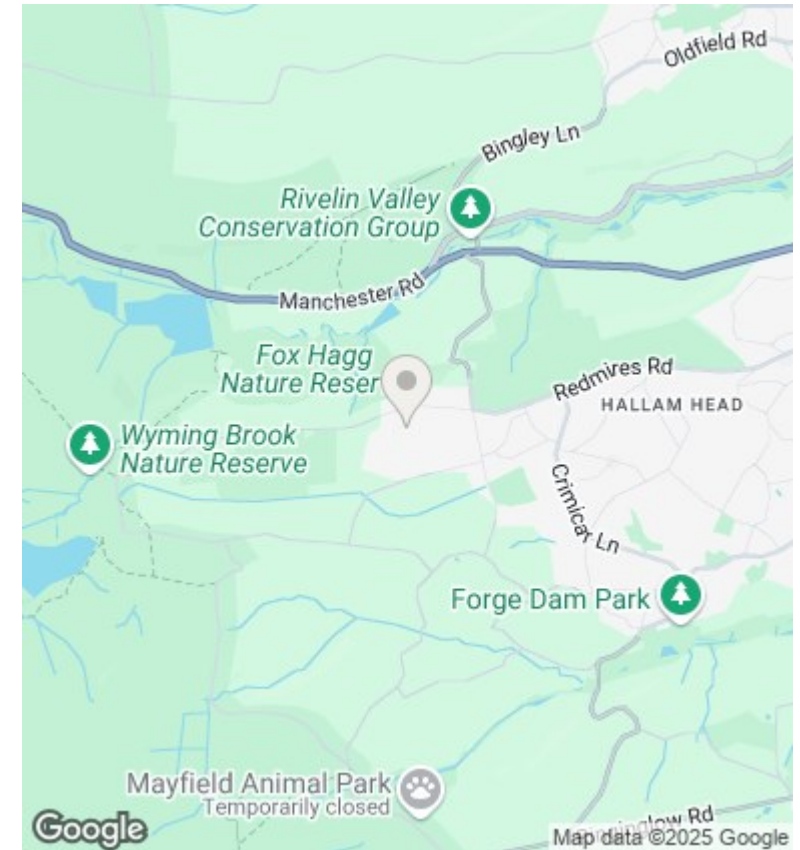 Oldfield Rd
Bingley Ln
Rivelin Valley
Conservation Group
Manchester Rd
Fox Hagg
Nature Reser
Redmires Rd
HALLAM HEAD
Wyming Brook
Nature Reserve
Crimicar Ln
Forge Dam Park
Mayfield Animal Park
Temporarily closed
Google
Map data ©2025 Google